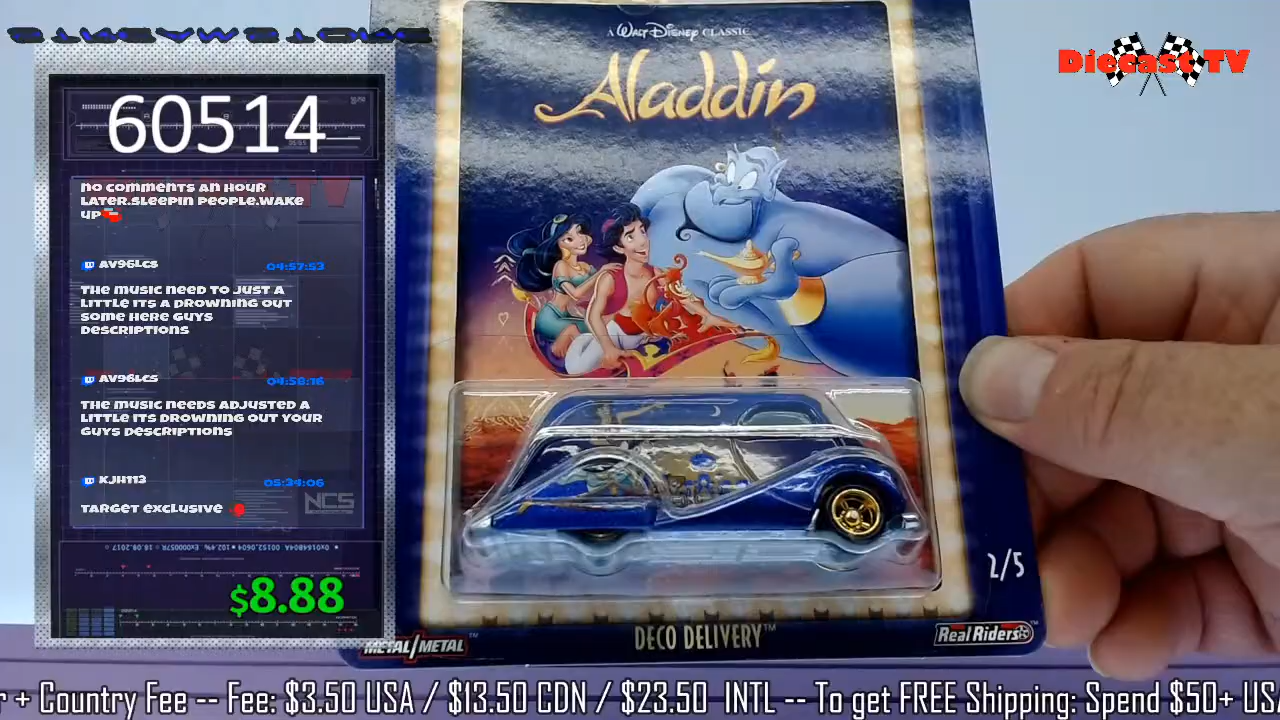 Diecast TV
60514
NO COMMENTS AN HOUR
LATER.SLEEPIN PEOPLE.WAKE
UP
AV96LCS 04:57:53
THE MUSIC NEED TO JUST A
LITTLE ITS A DROWNING OUT
SOME HERE GUYS
DESCRIPTIONS
AV96LCS 04:58:16
THE MUSIC NEEDS ADJUSTED A
LITTLE ITS DROWNING OUT YOUR
GUYS DESCRIPTIONS
KJH113 05:34:06
TARGET EXCLUSIVE
NCS
$8.88
A Walt Disney CLASSIC
Aladdin
2/5
METAL/METAL™
DECO DELIVERY™
Real Riders™
r + Country Fee -- Fee: $3.50 USA / $13.50 CDN / $23.50 INTL -- To get FREE Shipping: Spend $50+ US